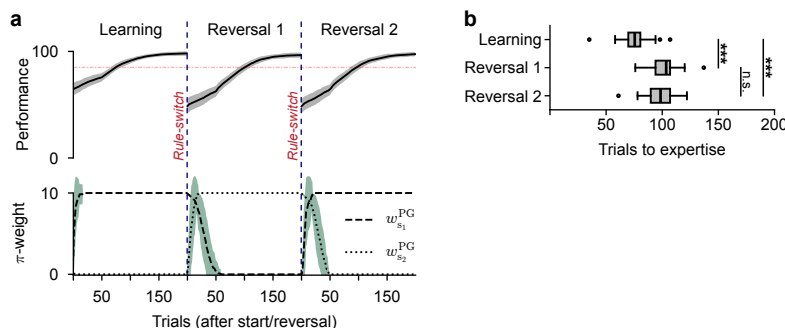 a
Learning
Reversal 1
Reversal 2
100
0
Performance
Rule-switch
Rule-switch
10
0
π-weight
w_{s_1}^{PG}
w_{s_2}^{PG}
50 150 50 150 50 150
Trials (after start/reversal)
b
Learning
Reversal 1
Reversal 2
***
n.s.
***
50 100 150 200
Trials to expertise